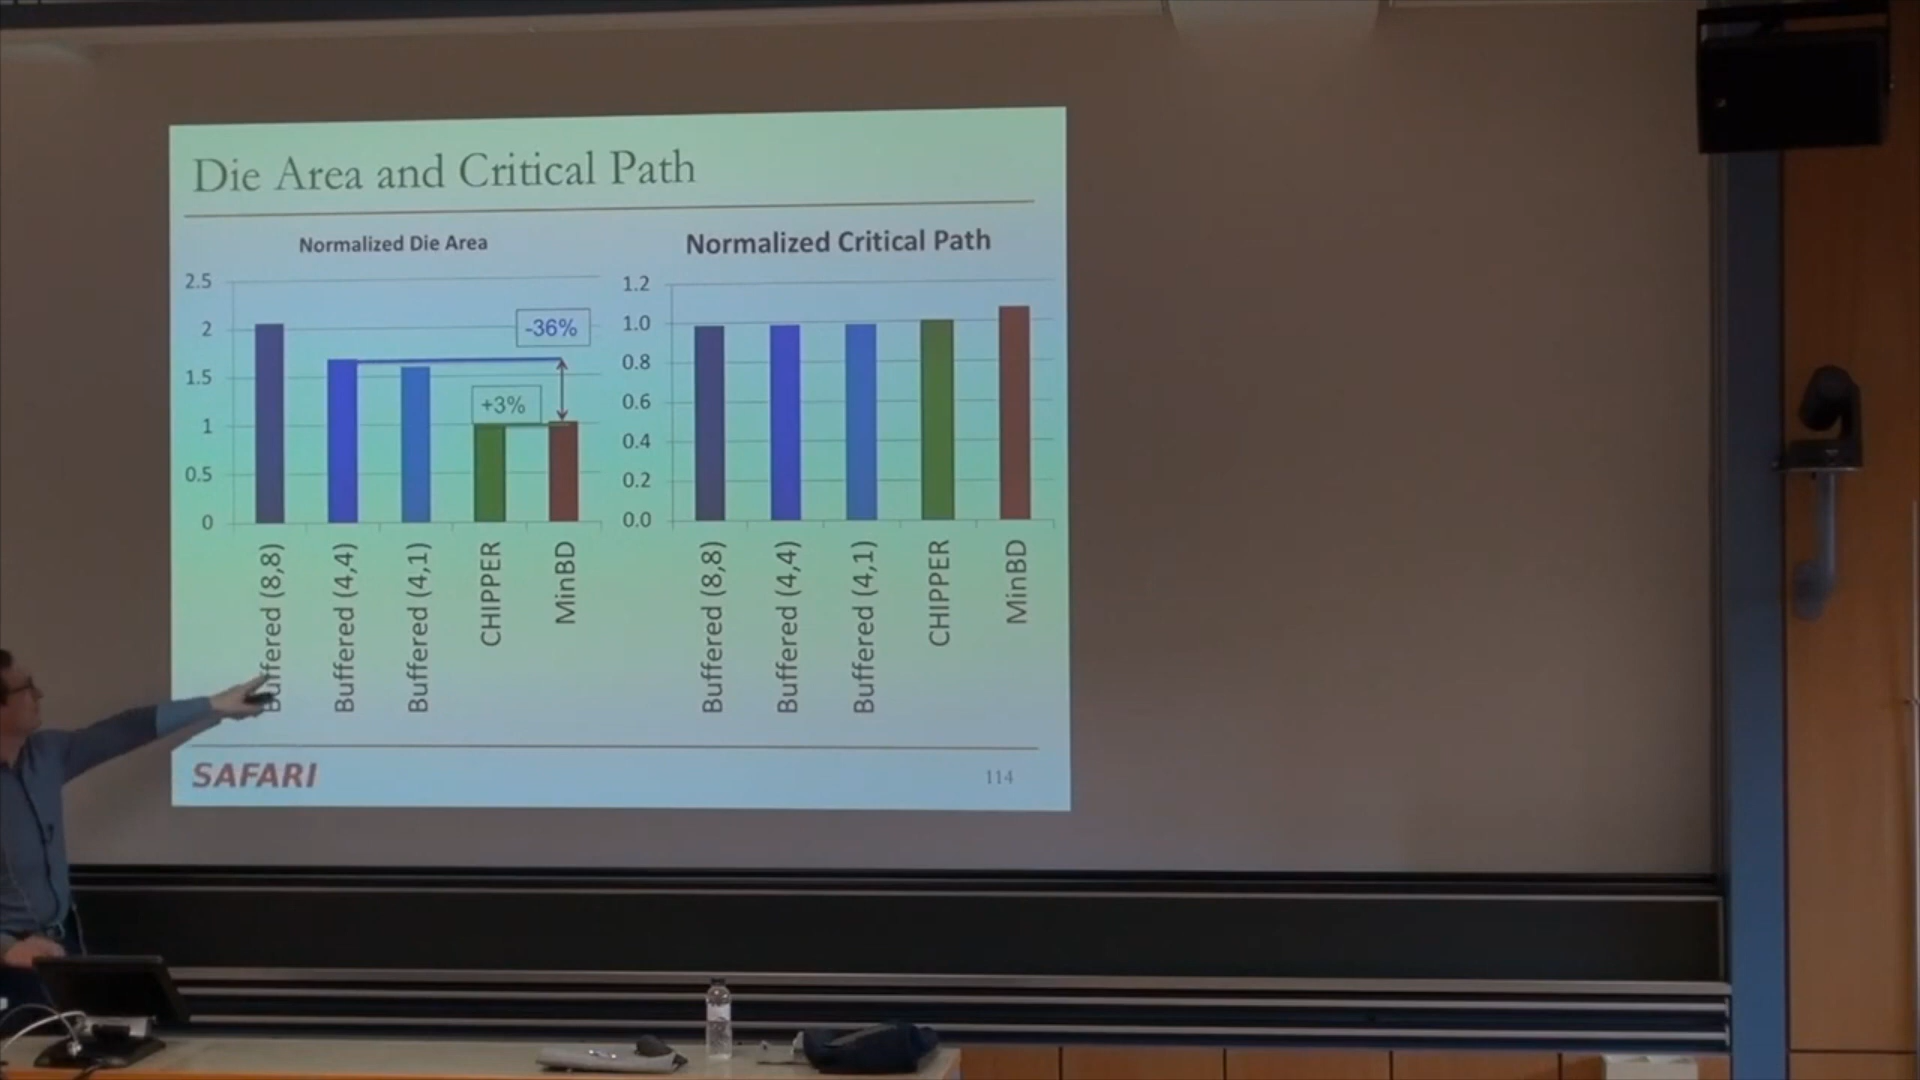 Die Area and Critical Path
Normalized Die Area
2.5
2
1.5
1
0.5
0
-36%
+3%
Buffered (8,8)
Buffered (4,4)
Buffered (4,1)
CHIPPER
MinBD
Normalized Critical Path
1.2
1.0
0.8
0.6
0.4
0.2
0.0
Buffered (8,8)
Buffered (4,4)
Buffered (4,1)
CHIPPER
MinBD
SAFARI
114